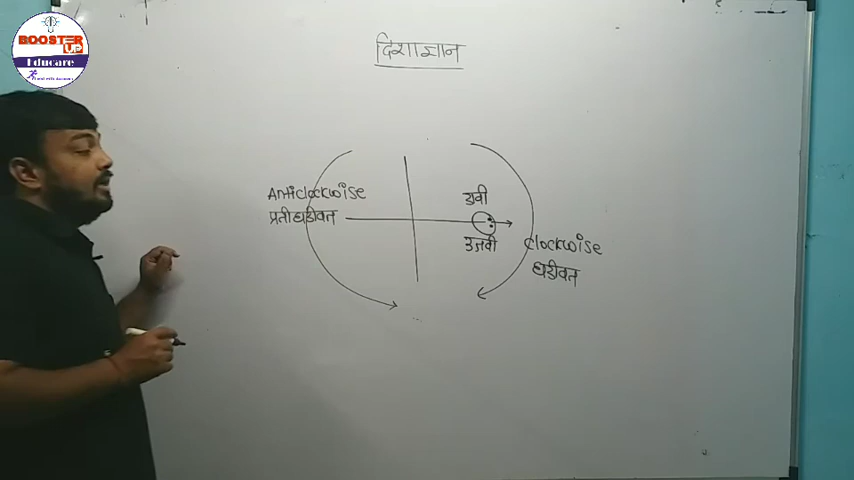 BOOSTER
UP
Educare
दिशाज्ञान
Anticlockwise
प्रतीघडीवत
डावी
उजवी
Clockwise
घडीवत